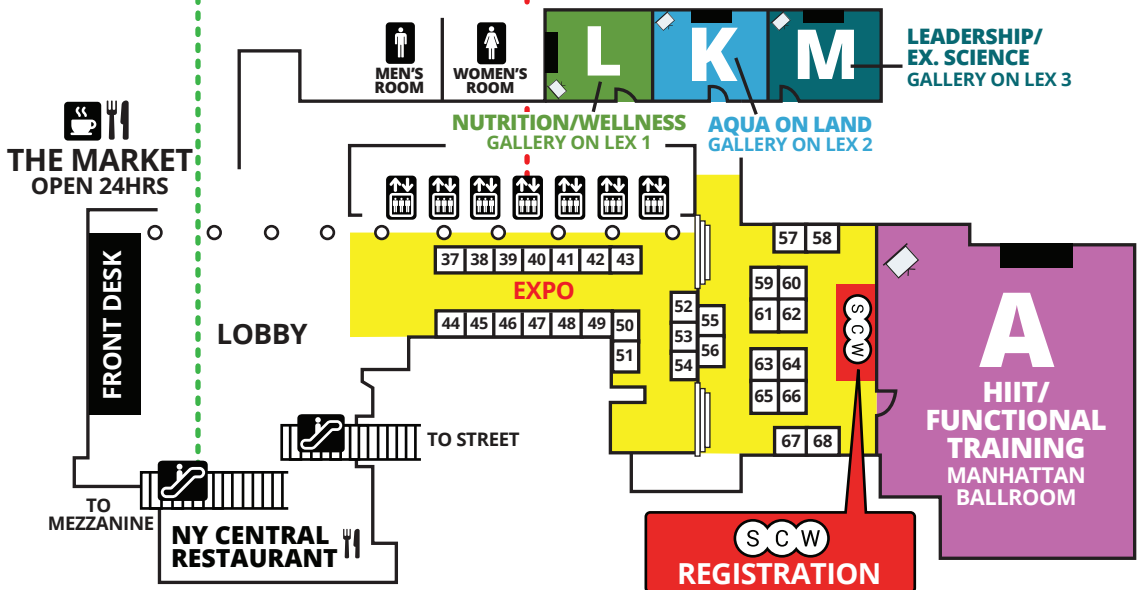 MEN'S
ROOM
WOMEN'S
ROOM
L
K
M
LEADERSHIP/
EX. SCIENCE
GALLERY ON LEX 3
NUTRITION/WELLNESS
GALLERY ON LEX 1
AQUA ON LAND
GALLERY ON LEX 2
THE MARKET
OPEN 24HRS
FRONT DESK
LOBBY
37 38 39 40 41 42 43
EXPO
44 45 46 47 48 49 50
51
52
53
54
55
56
57 58
59 60
61 62
63 64
65 66
67 68
SCW
A
HIIT/
FUNCTIONAL
TRAINING
MANHATTAN
BALLROOM
TO STREET
TO
MEZZANINE
NY CENTRAL
RESTAURANT
SCW
REGISTRATION